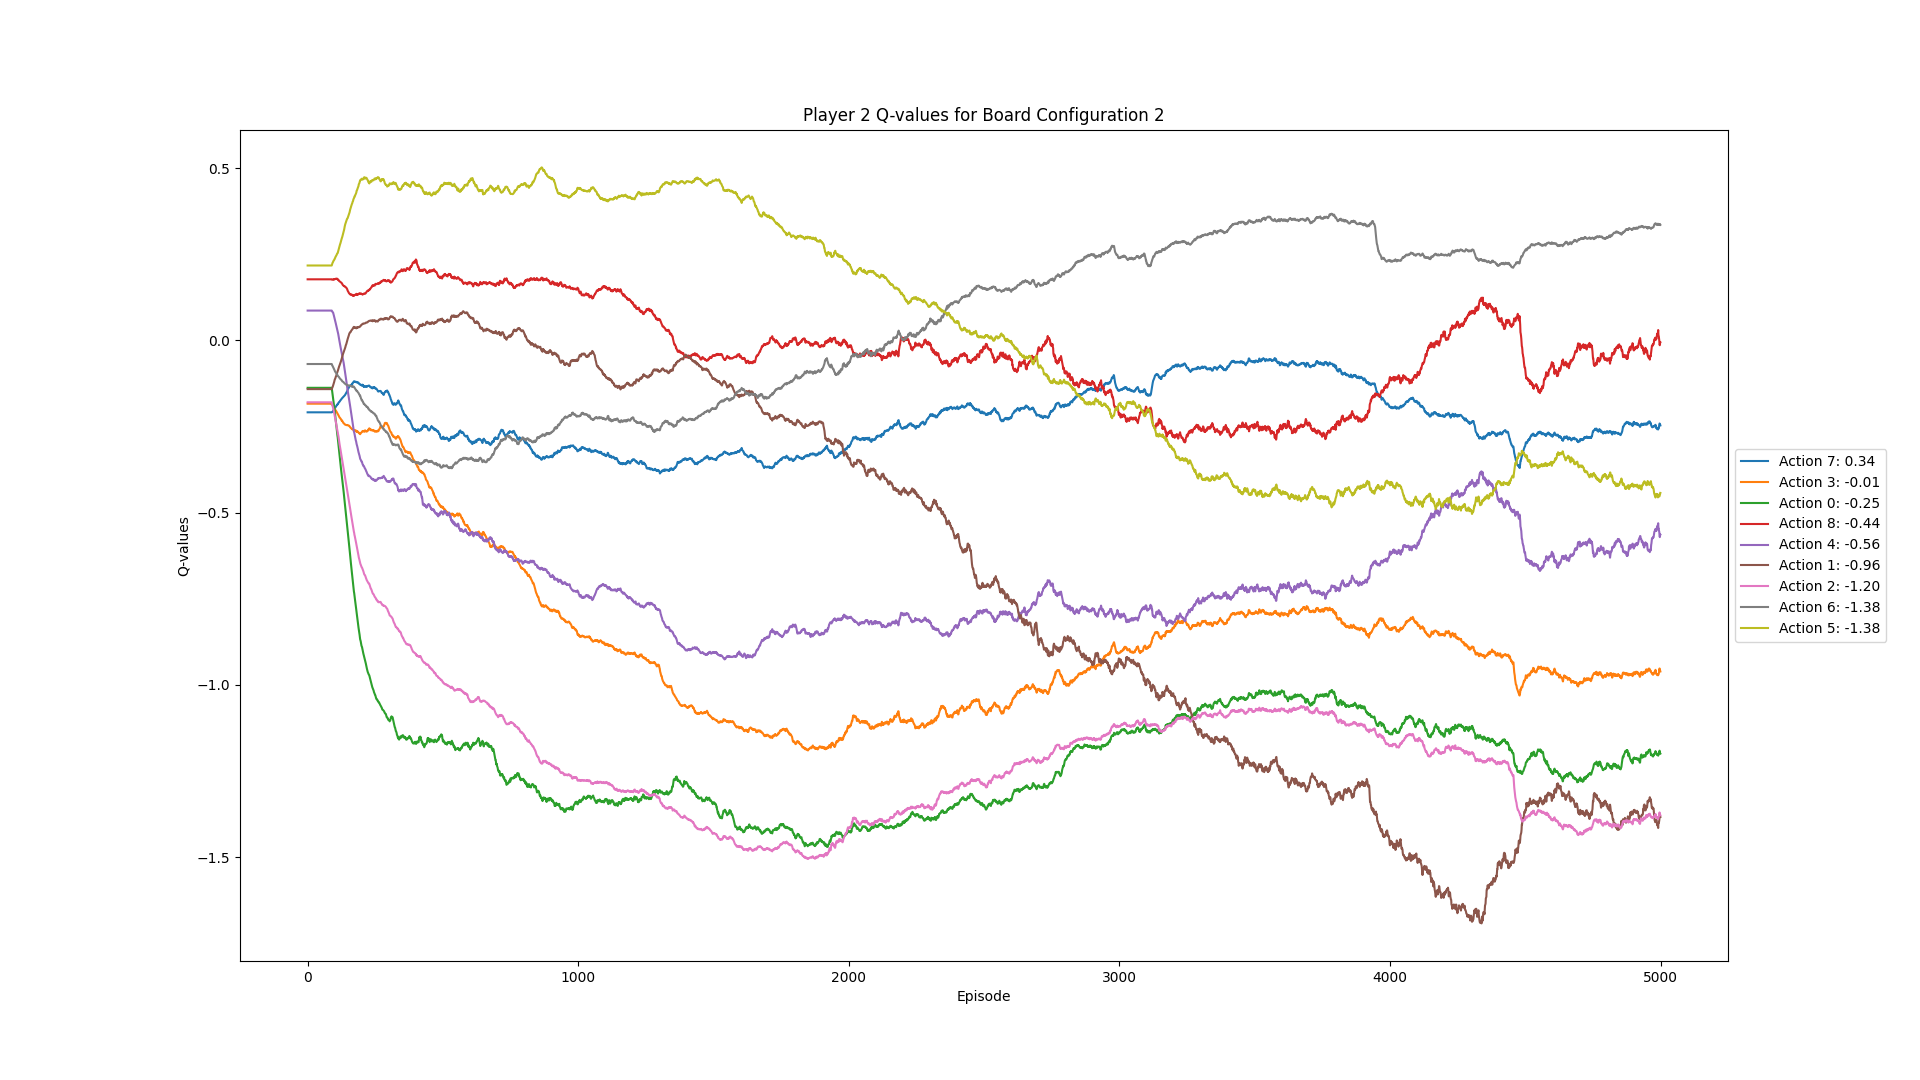 Player 2 Q-values for Board Configuration 2
0.5
0.0
−0.5
−1.0
−1.5
Q-values
0
1000
2000
3000
4000
5000
Episode
Action 7: 0.34
Action 3: -0.01
Action 0: -0.25
Action 8: -0.44
Action 4: -0.56
Action 1: -0.96
Action 2: -1.20
Action 6: -1.38
Action 5: -1.38